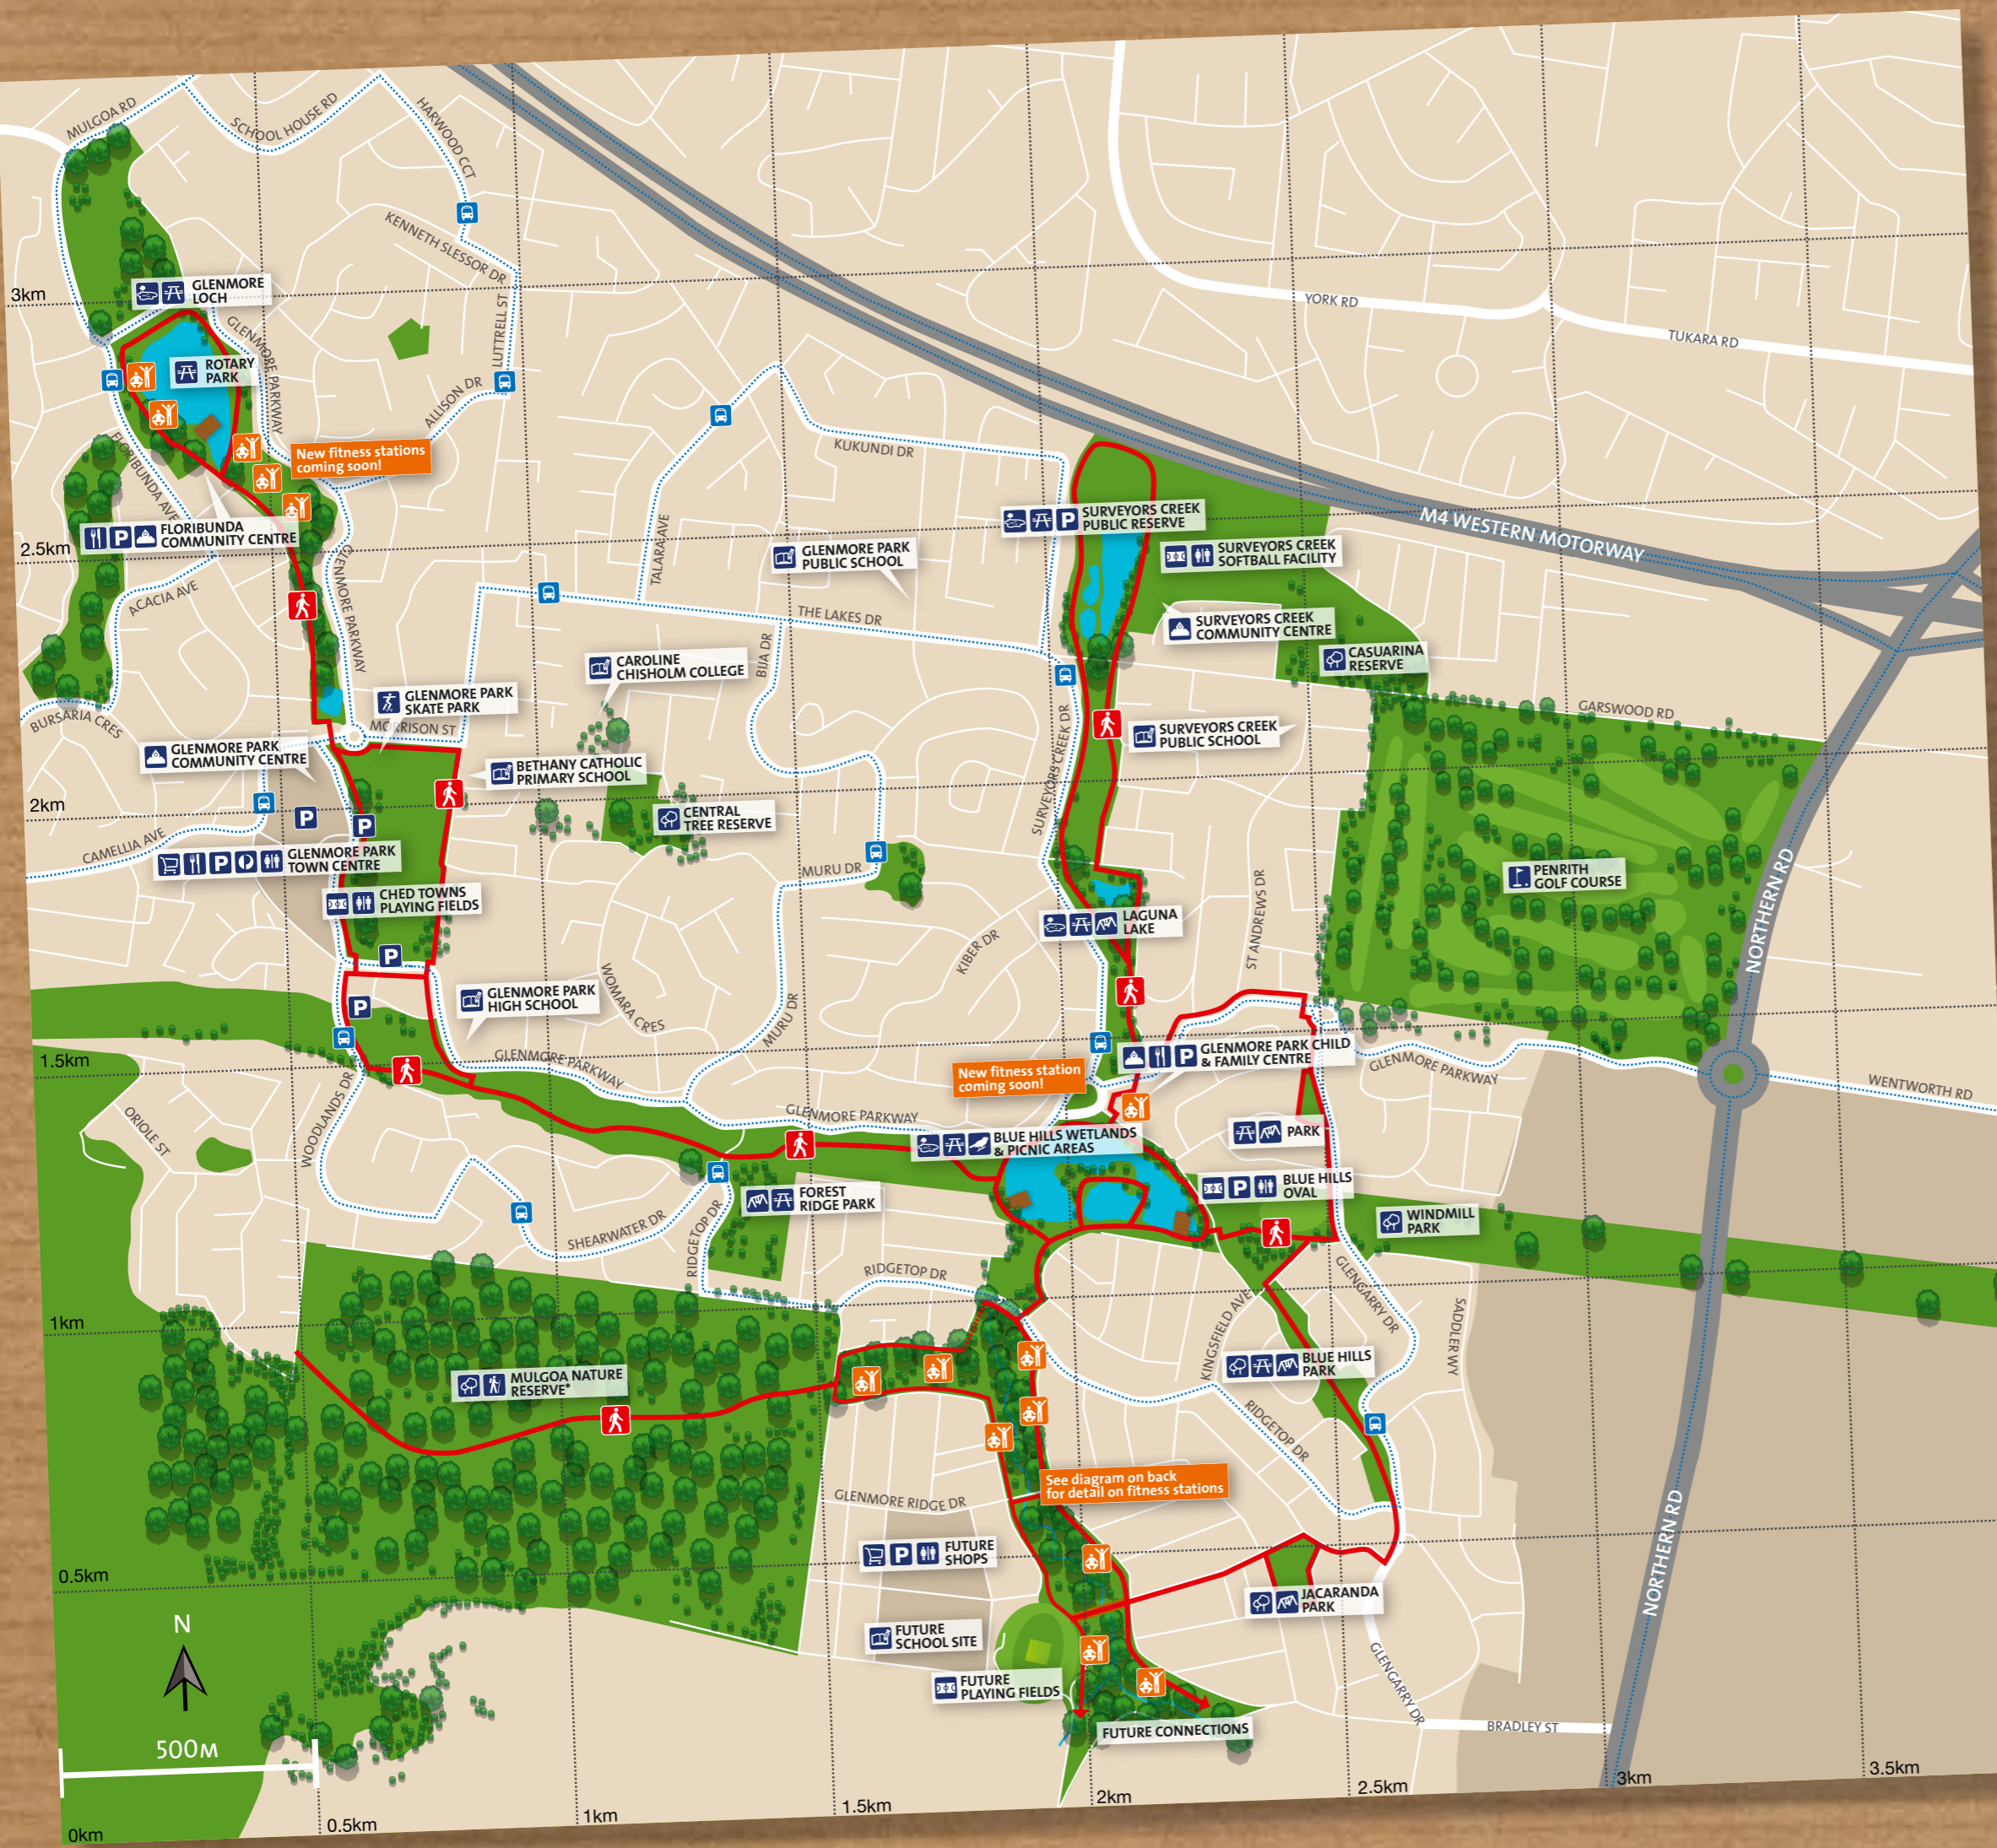 MULGOA RD
SCHOOL HOUSE RD
HARWOOD CCT
KENNETH SLESSOR DR
3km
GLENMORE
LOCH
LUTTRELL ST
YORK RD
TUKARA RD
GLENMORE PARKWAY
ROTARY
PARK
ALLISON DR
New fitness stations
coming soon!
KUKUNDI DR
FLORIBUNDA AVE
FLORIBUNDA
COMMUNITY CENTRE
2.5km
P
SURVEYORS CREEK
PUBLIC RESERVE
P
M4 WESTERN MOTORWAY
TALARA AVE
GLENMORE PARK
PUBLIC SCHOOL
SURVEYORS CREEK
SOFTBALL FACILITY
ACACIA AVE
GLENMORE PARKWAY
THE LAKES DR
SURVEYORS CREEK
COMMUNITY CENTRE
BIJA DR
CAROLINE
CHISHOLM COLLEGE
CASUARINA
RESERVE
BURSARIA CRES
GLENMORE PARK
SKATE PARK
MORRISON ST
GARSWOOD RD
SURVEYORS CREEK DR
SURVEYORS CREEK
PUBLIC SCHOOL
GLENMORE PARK
COMMUNITY CENTRE
BETHANY CATHOLIC
PRIMARY SCHOOL
2km
P
P
CENTRAL
TREE RESERVE
CAMELLIA AVE
P
GLENMORE PARK
TOWN CENTRE
MURU DR
PENRITH
GOLF COURSE
NORTHERN RD
CHED TOWNS
PLAYING FIELDS
LAGUNA
LAKE
ST ANDREWS DR
KIBER DR
P
WOMARA CRES
GLENMORE PARK
HIGH SCHOOL
P
MURU DR
1.5km
GLENMORE PARKWAY
New fitness station
coming soon!
P
GLENMORE PARK CHILD
& FAMILY CENTRE
GLENMORE PARKWAY
WENTWORTH RD
ORIOLE ST
WOODLANDS DR
GLENMORE PARKWAY
BLUE HILLS WETLANDS
& PICNIC AREAS
PARK
FOREST
RIDGE PARK
P
BLUE HILLS
OVAL
WINDMILL
PARK
SHEARWATER DR
RIDGETOP DR
RIDGETOP DR
GLENGARRY DR
SADDLER WY
1km
KINGSFIELD AVE
MULGOA NATURE
RESERVE*
BLUE HILLS
PARK
RIDGETOP DR
See diagram on back
for detail on fitness stations
GLENMORE RIDGE DR
P
FUTURE
SHOPS
0.5km
JACARANDA
PARK
NORTHERN RD
FUTURE
SCHOOL SITE
N
FUTURE
PLAYING FIELDS
GLENGARRY DR
FUTURE CONNECTIONS
BRADLEY ST
500M
0km
0.5km
1km
1.5km
2km
2.5km
3km
3.5km